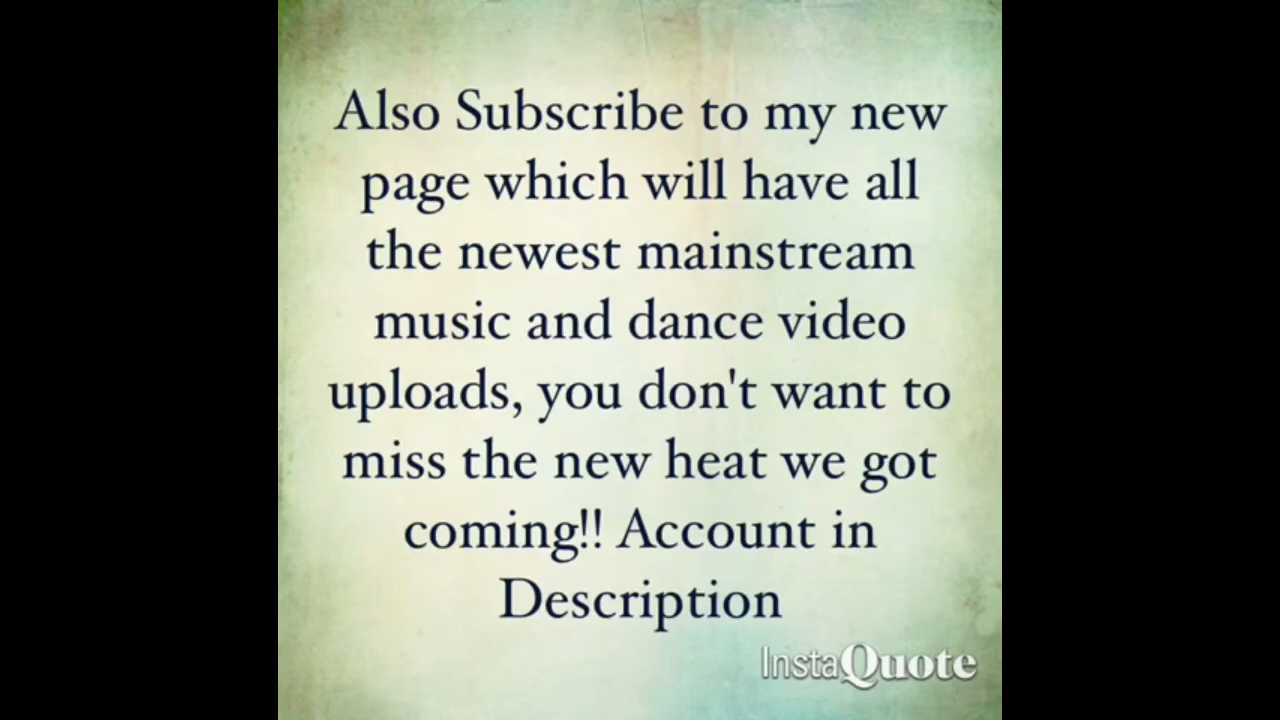 Also Subscribe to my new
page which will have all
the newest mainstream
music and dance video
uploads, you don't want to
miss the new heat we got
coming!! Account in
Description
InstaQuote